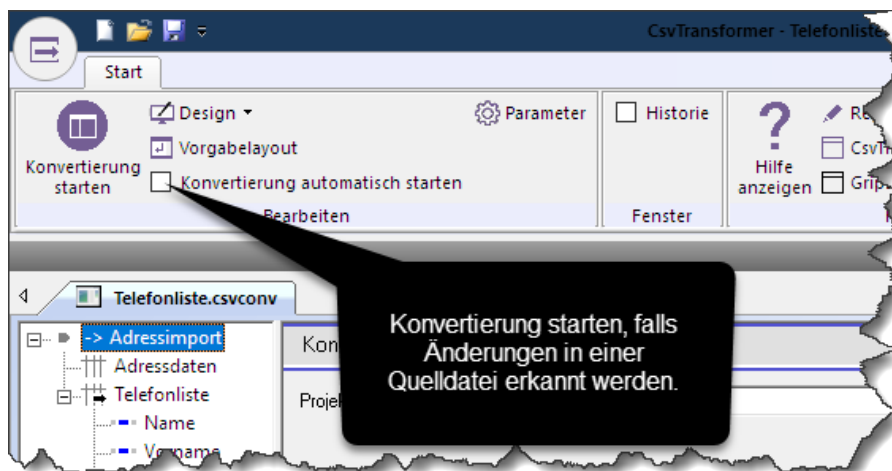 CsvTransformer - Telefonliste
Start
Konvertierung starten
Design
Vorgabelayout
Konvertierung automatisch starten
Parameter
Bearbeiten
Historie
Fenster
Hilfe anzeigen
Telefonliste.csvconv
-> Adressimport
Adressdaten
Telefonliste
Name
Vorname
Konvertierung starten, falls
Änderungen in einer
Quelldatei erkannt werden.